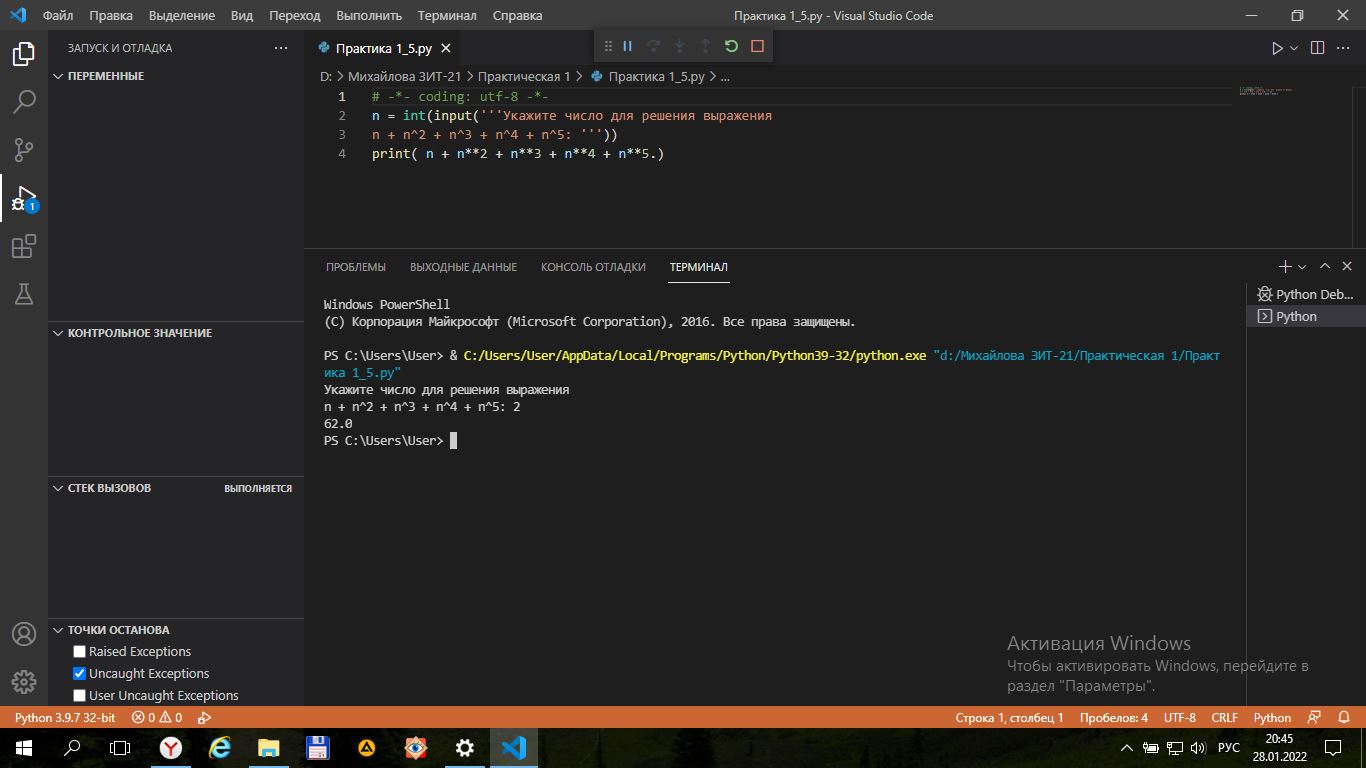 Файл Правка Выделение Вид Переход Выполнить Терминал Справка Практика 1_5.py - Visual Studio Code
ЗАПУСК И ОТЛАДКА
Практика 1_5.py
ПЕРЕМЕННЫЕ
D: > Михайлова ЗИТ-21 > Практическая 1 > Практика 1_5.py > ...
1 # -*- coding: utf-8 -*-
2 n = int(input('''Укажите число для решения выражения
3 n + n^2 + n^3 + n^4 + n^5: '''))
4 print( n + n**2 + n**3 + n**4 + n**5.)
1
ПРОБЛЕМЫ ВЫХОДНЫЕ ДАННЫЕ КОНСОЛЬ ОТЛАДКИ ТЕРМИНАЛ
Windows PowerShell
(C) Корпорация Майкрософт (Microsoft Corporation), 2016. Все права защищены.
PS C:\Users\User> & C:/Users/User/AppData/Local/Programs/Python/Python39-32/python.exe "d:/Михайлова ЗИТ-21/Практическая 1/Практ
ика 1_5.py"
Укажите число для решения выражения
n + n^2 + n^3 + n^4 + n^5: 2
62.0
PS C:\Users\User>
Python Deb...
Python
КОНТРОЛЬНОЕ ЗНАЧЕНИЕ
СТЕК ВЫЗОВОВ ВЫПОЛНЯЕТСЯ
ТОЧКИ ОСТАНОВА
Raised Exceptions
Uncaught Exceptions
User Uncaught Exceptions
Активация Windows
Чтобы активировать Windows, перейдите в
раздел "Параметры".
Python 3.9.7 32-bit 0 0 Строка 1, столбец 1 Пробелов: 4 UTF-8 CRLF Python
РУС
20:45
28.01.2022